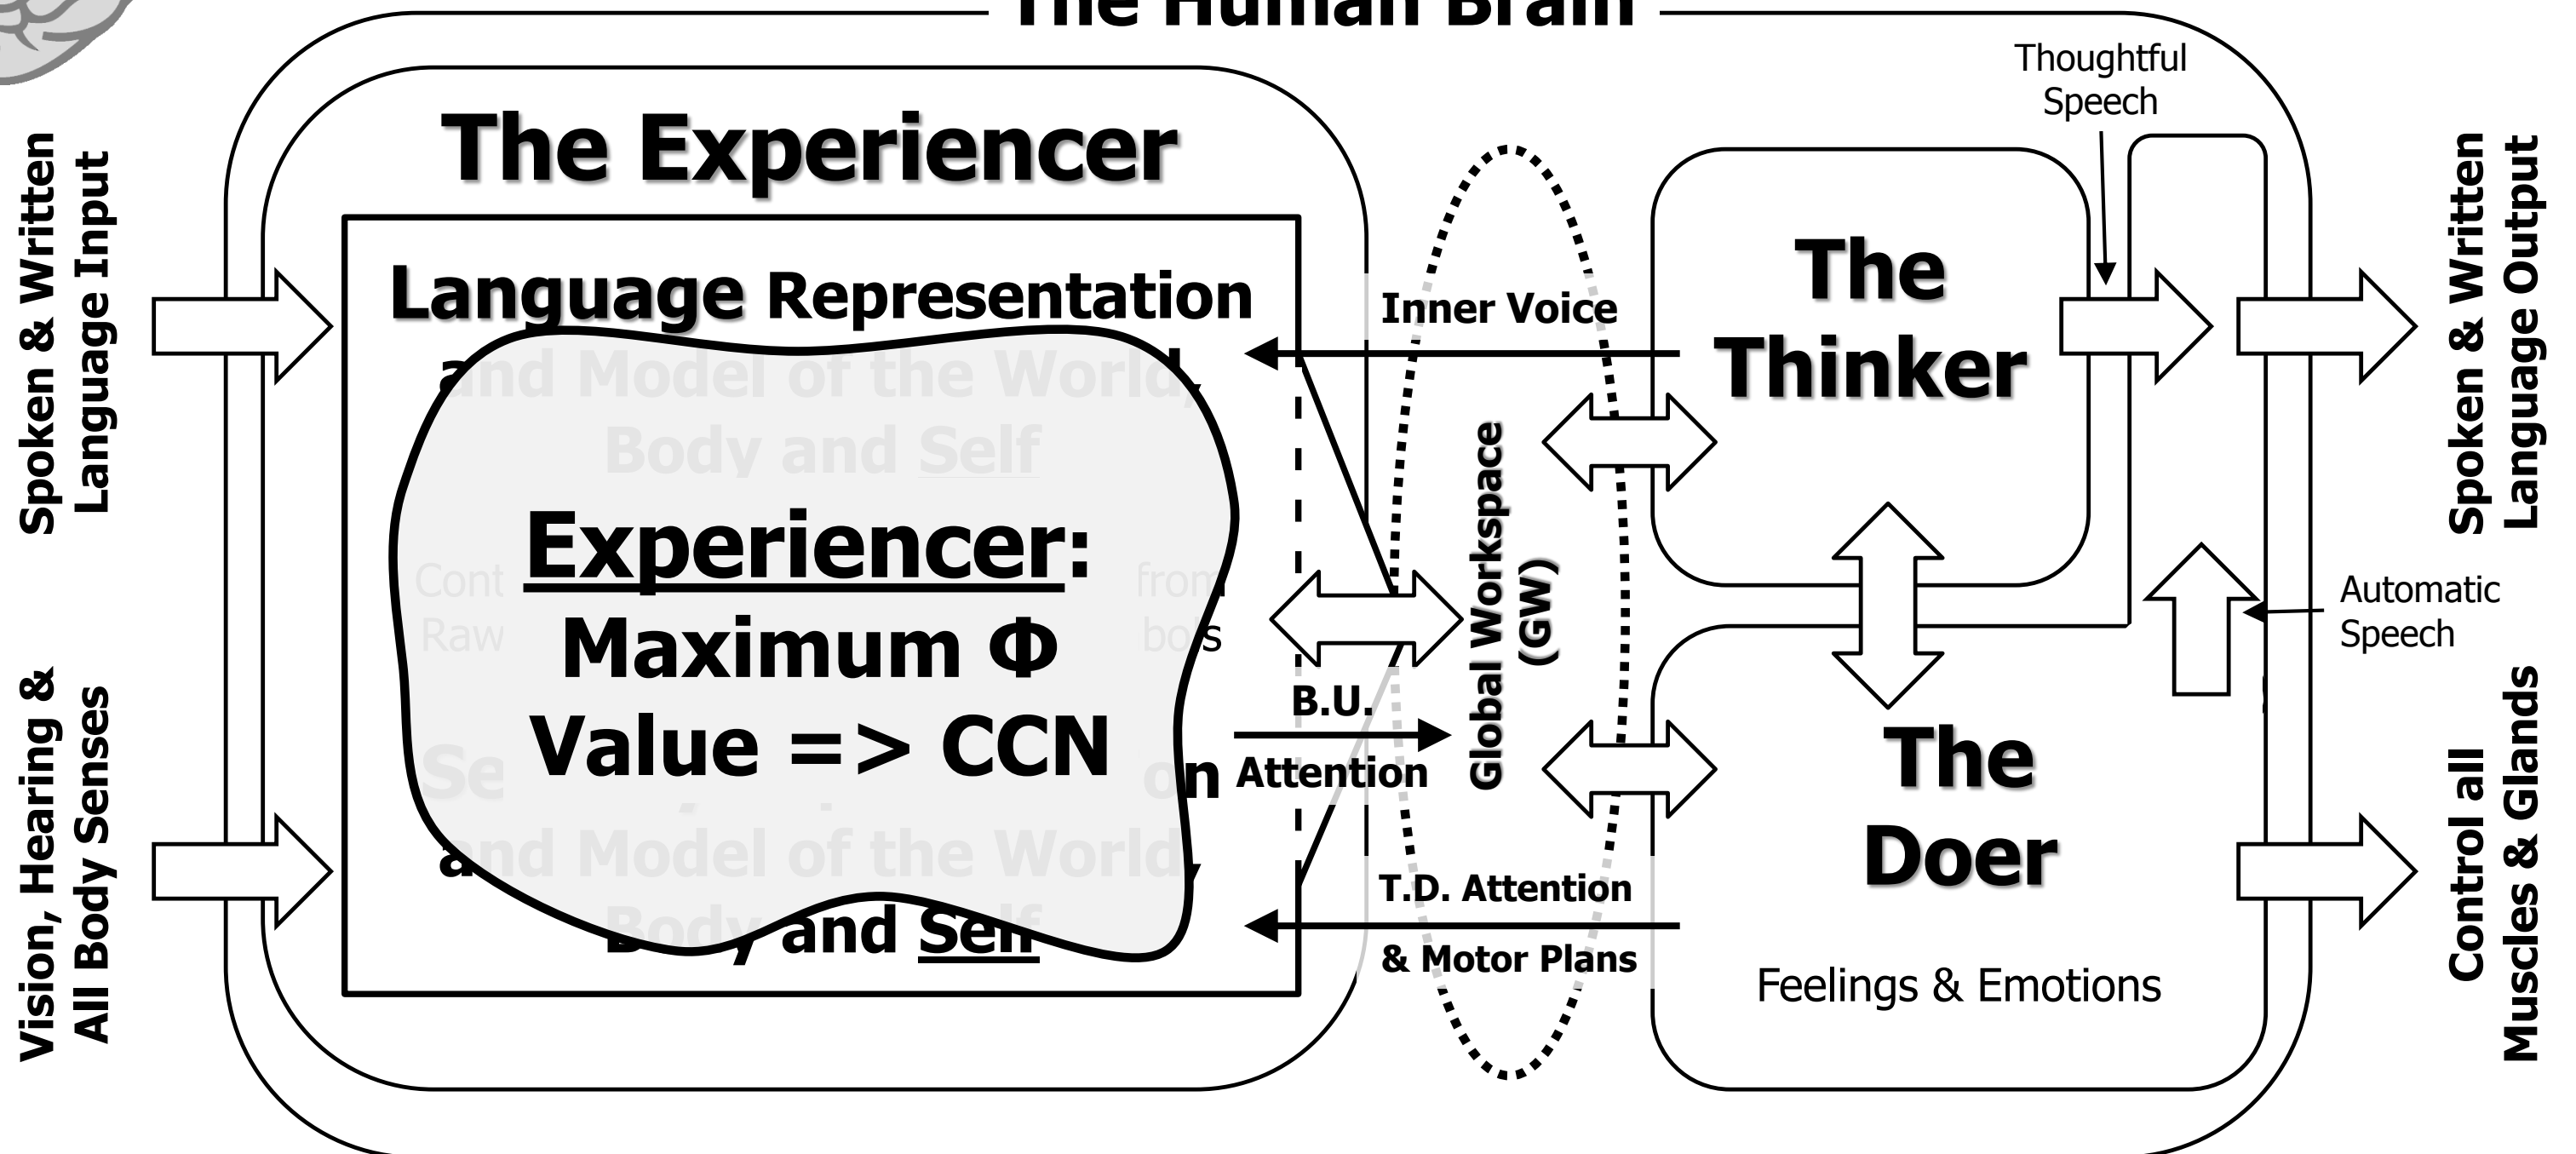 The Human Brain
Spoken & Written
Language Input
Vision, Hearing &
All Body Senses
The Experiencer
Language Representation
and Model of the World,
Body and Self
Experiencer:
from
Raw
Maximum Φ
Value => CCN
and Model of the World,
Body and Self
Inner Voice
B.U.
Attention
T.D. Attention
& Motor Plans
Global Workspace
(GW)
The
Thinker
Thoughtful
Speech
The
Doer
Feelings & Emotions
Automatic
Speech
Spoken & Written
Language Output
Control all
Muscles & Glands